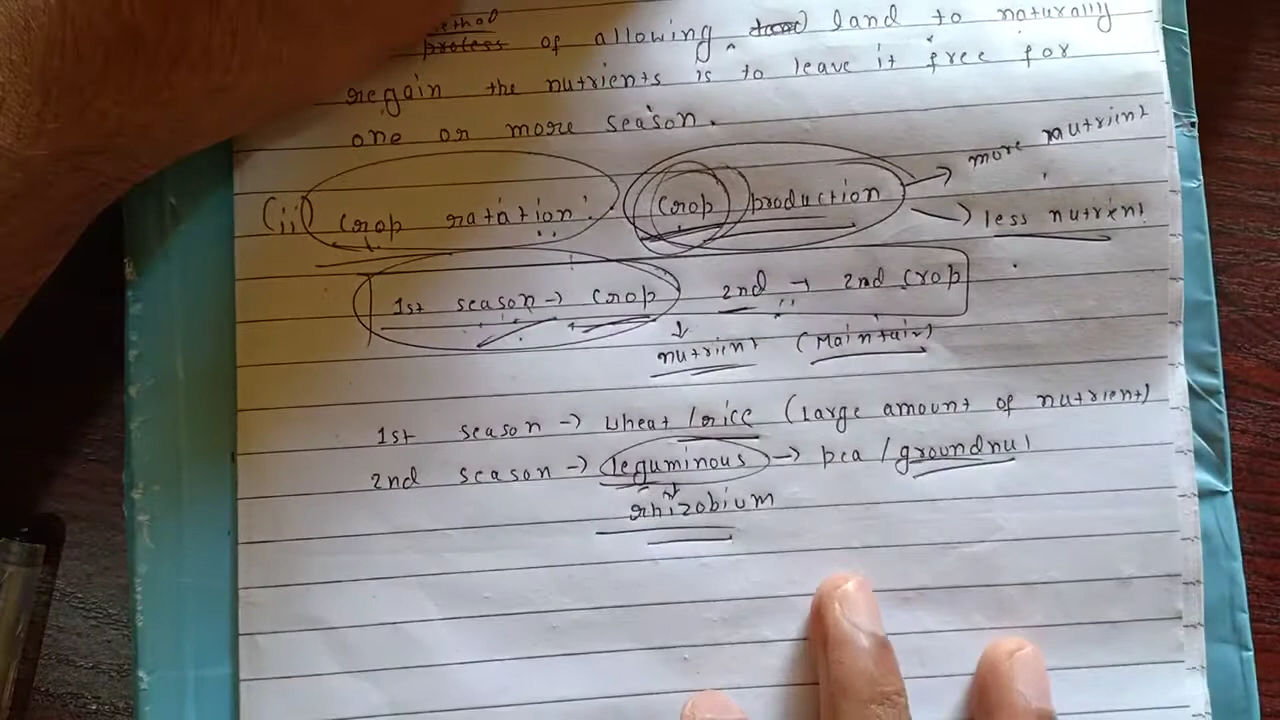 ethod
process of allowing land to naturally
regain the nutrients is to leave it free for
one or more season.
(ii) crop ratation: crop production → more nutrient
→ less nutrient
1st season → crop 2nd → 2nd crop
↓
nutrient (Maintain)
1st season → wheat / rice (large amount of nutrient)
2nd season → leguminous → pea / groundnut
↓
rhizobium